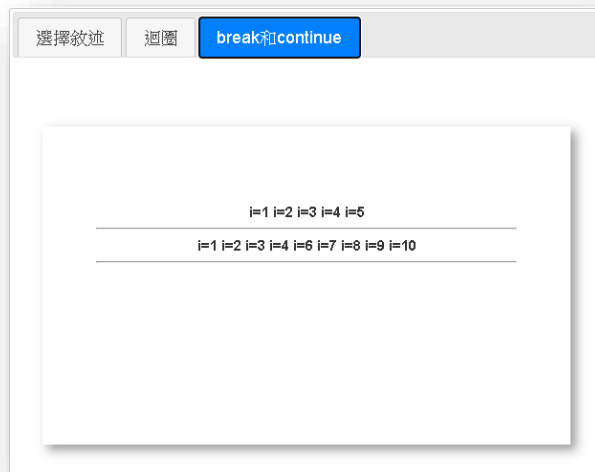 選擇敘述 迴圈 break和continue
i=1 i=2 i=3 i=4 i=5
i=1 i=2 i=3 i=4 i=6 i=7 i=8 i=9 i=10